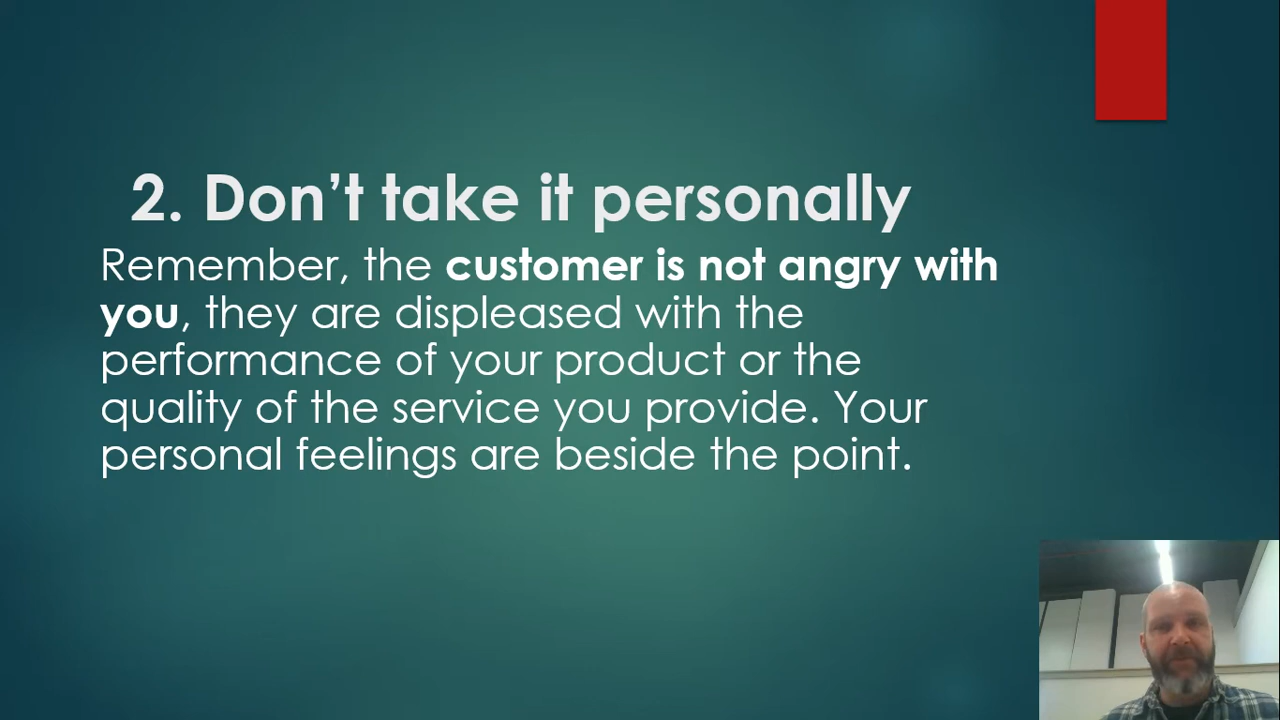 2. Don’t take it personally
Remember, the customer is not angry with
you, they are displeased with the
performance of your product or the
quality of the service you provide. Your
personal feelings are beside the point.